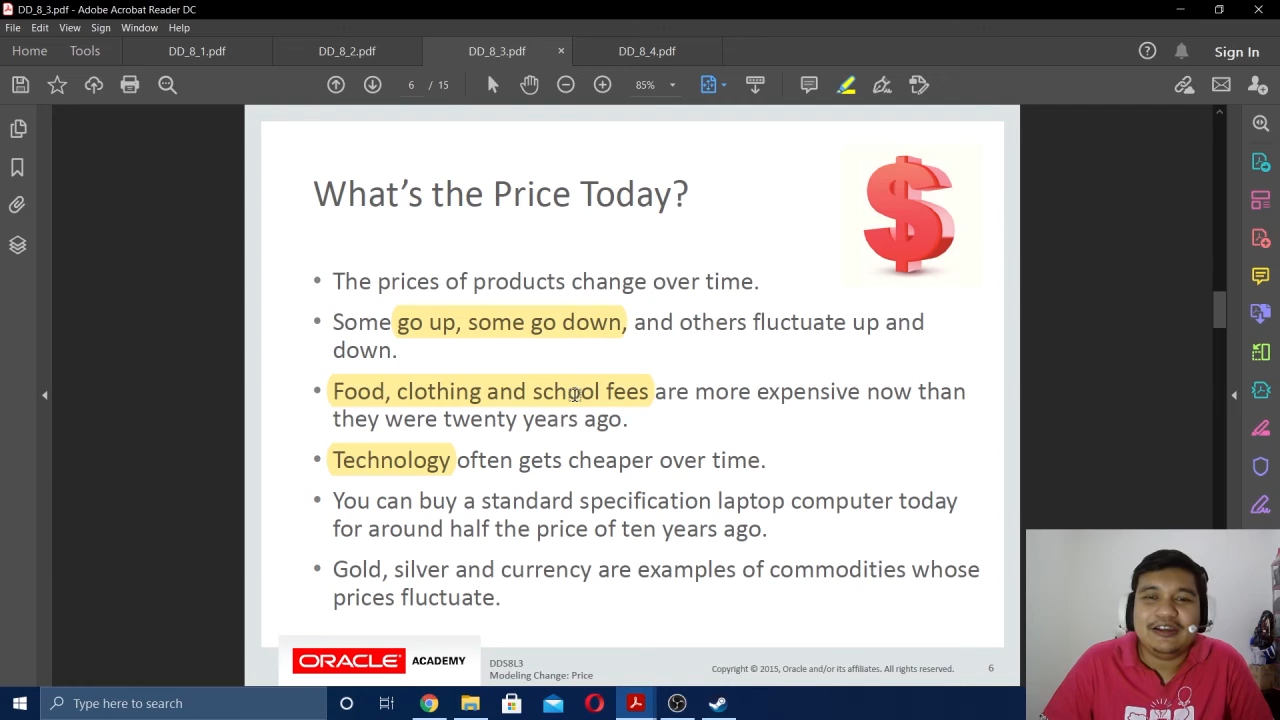 DD_8_3.pdf - Adobe Acrobat Reader DC
File Edit View Sign Window Help
Home Tools DD_8_1.pdf DD_8_2.pdf DD_8_3.pdf × DD_8_4.pdf Sign In
6 / 15 85%
What's the Price Today?
$
• The prices of products change over time.
• Some go up, some go down, and others fluctuate up and
down.
• Food, clothing and school fees are more expensive now than
they were twenty years ago.
• Technology often gets cheaper over time.
• You can buy a standard specification laptop computer today
for around half the price of ten years ago.
• Gold, silver and currency are examples of commodities whose
prices fluctuate.
ORACLE ACADEMY
DDS8L3
Modeling Change: Price
Copyright © 2015, Oracle and/or its affiliates. All rights reserved.
6
Type here to search